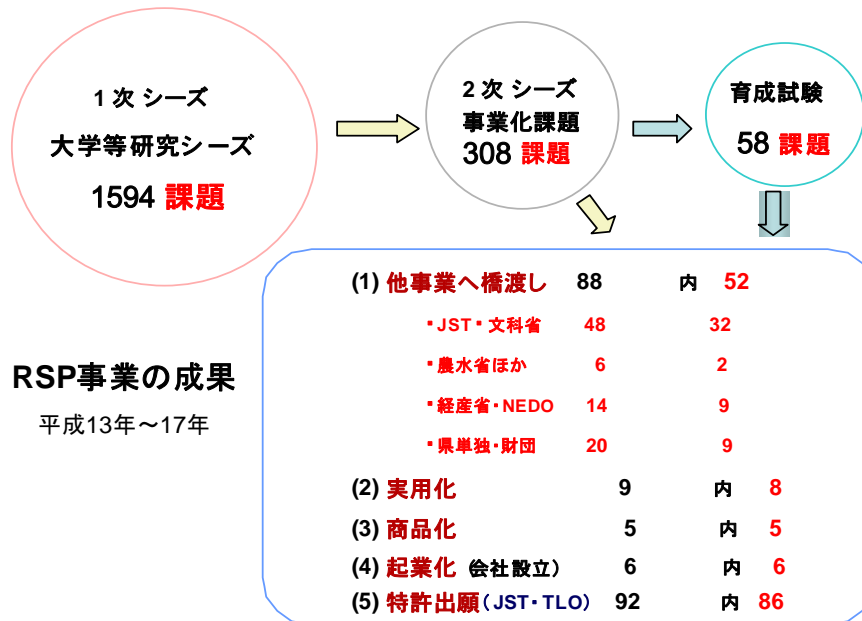 1次 シーズ
大学等研究シーズ
1594 課題
2次 シーズ
事業化課題
308 課題
育成試験
58 課題
RSP事業の成果
平成13年~17年
(1) 他事業へ橋渡し 88 内 52
・JST・文科省 48 32
・農水省ほか 6 2
・経産省・NEDO 14 9
・県単独・財団 20 9
(2) 実用化 9 内 8
(3) 商品化 5 内 5
(4) 起業化 (会社設立) 6 内 6
(5) 特許出願(JST・TLO) 92 内 86